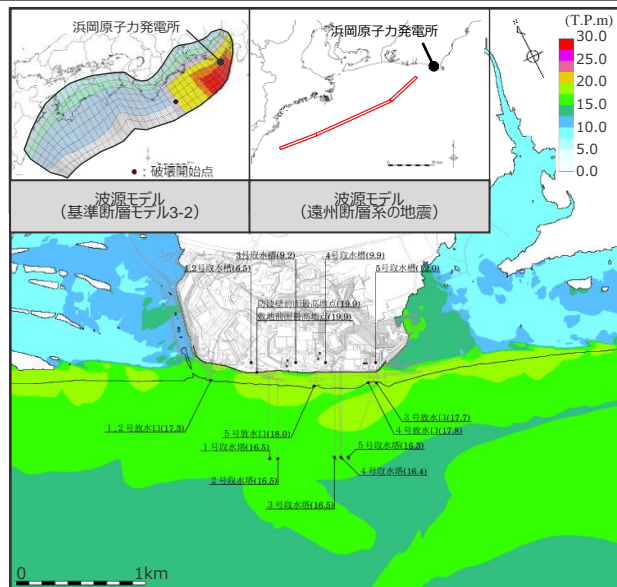 浜岡原子力発電所
●：破壊開始点
浜岡原子力発電所
(T.P.m)
30.0
25.0
20.0
15.0
10.0
5.0
0.0
波源モデル
（基準断層モデル3-2）
波源モデル
（遠州断層系の地震）
3号取水槽(9.2)
4号取水槽(9.9)
1,2号取水槽(6.5)
5号取水槽(12.0)
防波壁前面最高地点(19.9)
敷地前面最高地点(19.9)
1,2号放水口(17.3)
5号放水口(18.0)
3号放水口(17.7)
4号放水口(17.8)
1号取水塔(16.5)
5号取水塔(16.3)
2号取水塔(16.5)
4号取水塔(16.4)
3号取水塔(16.5)
0
1km